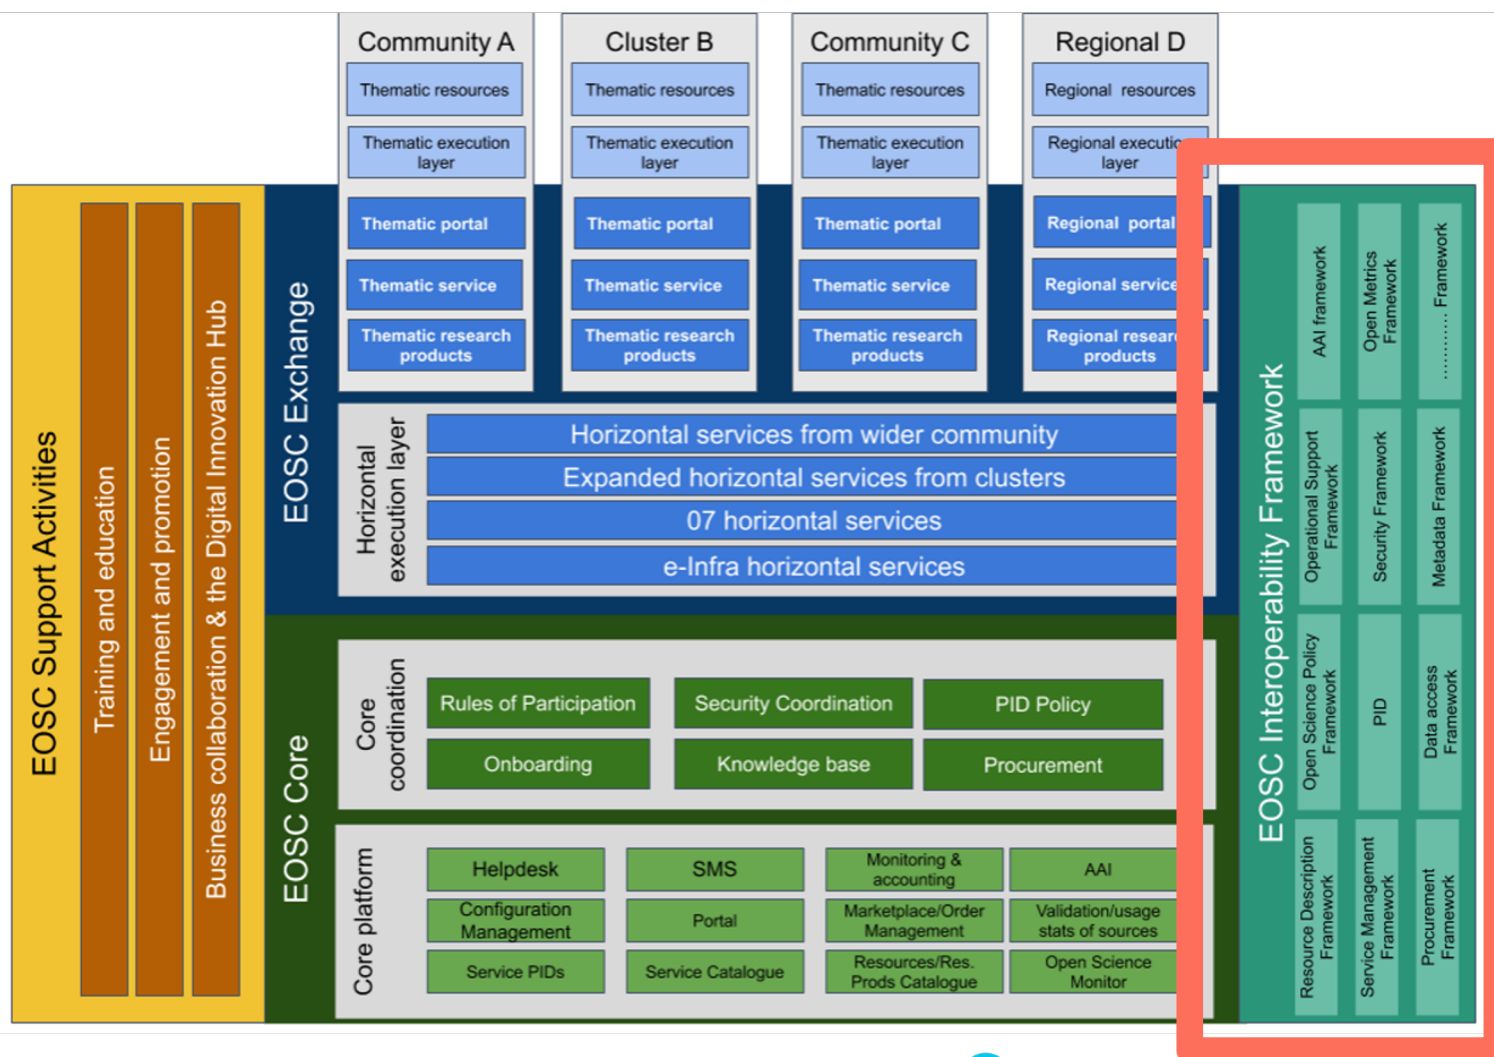 Community A
Thematic resources
Thematic execution
layer
Thematic portal
Thematic service
Thematic research
products
Cluster B
Thematic resources
Thematic execution
layer
Thematic portal
Thematic service
Thematic research
products
Community C
Thematic resources
Thematic execution
layer
Thematic portal
Thematic service
Thematic research
products
Regional D
Regional resources
Regional execution
layer
Regional portal
Regional service
Regional resear
products
EOSC Support Activities
Training and education
Engagement and promotion
Business collaboration & the Digital Innovation Hub
EOSC Exchange
Horizontal
execution layer
Horizontal services from wider community
Expanded horizontal services from clusters
07 horizontal services
e-Infra horizontal services
EOSC Core
Core
coordination
Rules of Participation
Security Coordination
PID Policy
Onboarding
Knowledge base
Procurement
Core platform
Helpdesk
SMS
Monitoring &
accounting
AAI
Configuration
Management
Portal
Marketplace/Order
Management
Validation/usage
stats of sources
Service PIDs
Service Catalogue
Resources/Res.
Prods Catalogue
Open Science
Monitor
EOSC Interoperability Framework
AAI framework
Open Metrics
Framework
........... Framework
Operational Support
Framework
Security Framework
Metadata Framework
Open Science Policy
Framework
PID
Data access
Framework
Resource Description
Framework
Service Management
Framework
Procurement
Framework